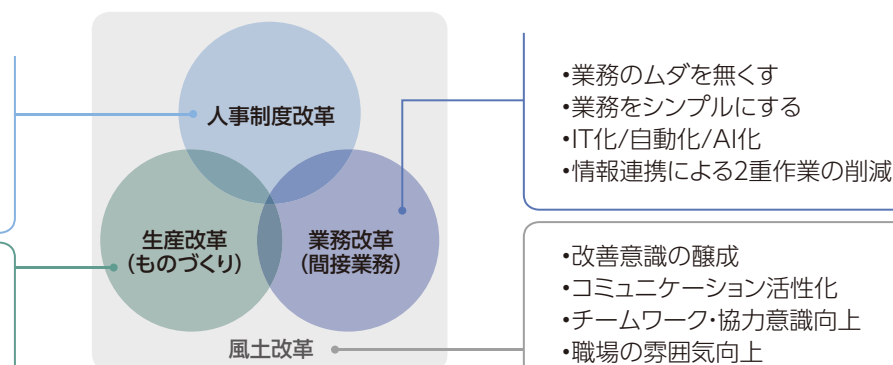 人事制度改革
生産改革
(ものづくり)
業務改革
(間接業務)
風土改革
•業務のムダを無くす
•業務をシンプルにする
•IT化/自動化/AI化
•情報連携による2重作業の削減
•改善意識の醸成
•コミュニケーション活性化
•チームワーク・協力意識向上
•職場の雰囲気向上